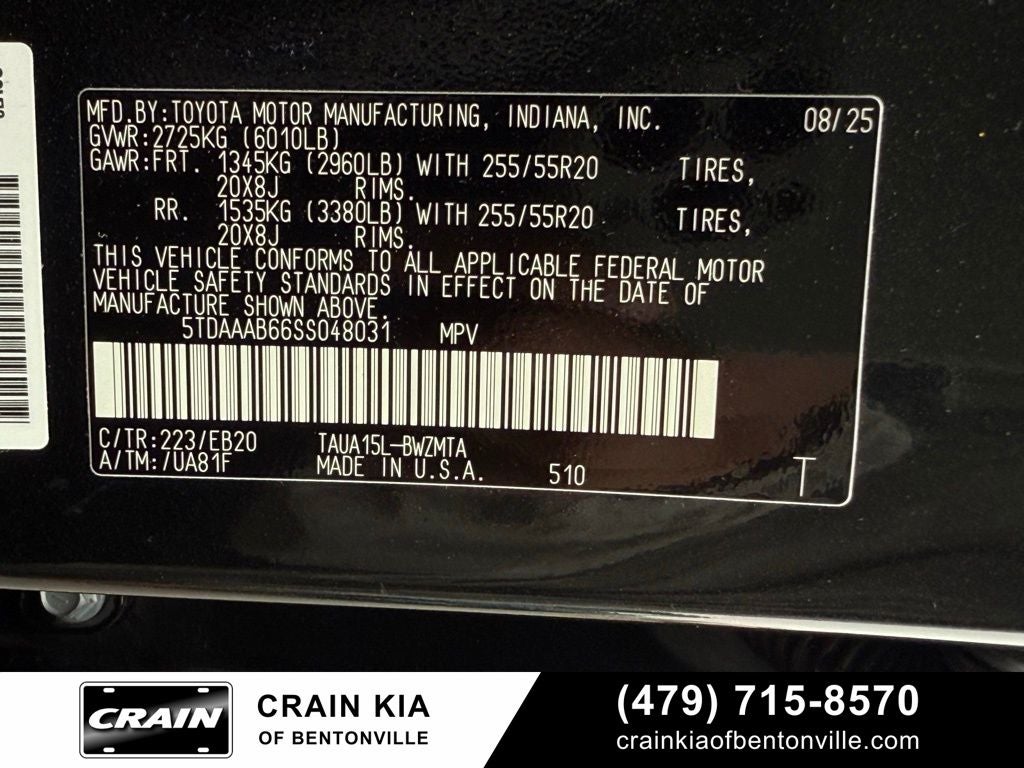 MFD.BY:TOYOTA MOTOR MANUFACTURING, INDIANA, INC. 08/25
GVWR:2725KG (6010LB)
GAWR:FRT. 1345KG (2960LB) WITH 255/55R20 TIRES,
20X8J RIMS.
RR. 1535KG (3380LB) WITH 255/55R20 TIRES,
20X8J RIMS.
THIS VEHICLE CONFORMS TO ALL APPLICABLE FEDERAL MOTOR
VEHICLE SAFETY STANDARDS IN EFFECT ON THE DATE OF
MANUFACTURE SHOWN ABOVE.
5TDAAAB66SS048031 MPV
C/TR:223/EB20 TAUA15L-BWZMTA
A/TM:/UA81F MADE IN U.S.A. 510 T
CRAIN
CRAIN KIA
OF BENTONVILLE
(479) 715-8570
crainkiaofbentonville.com